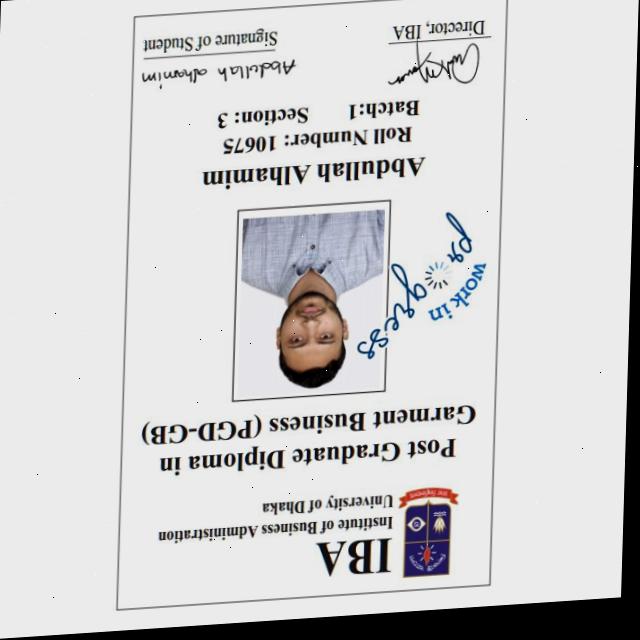 IBA
Institute of Business Administration
University of Dhaka
Post Graduate Diploma in
Garment Business (PGD-GB)
work in
progress
Abdullah Alhamim
Roll Number: 10675
Batch:1 Section: 3
Abdullah alhamim
Director, IBA
Signature of Student